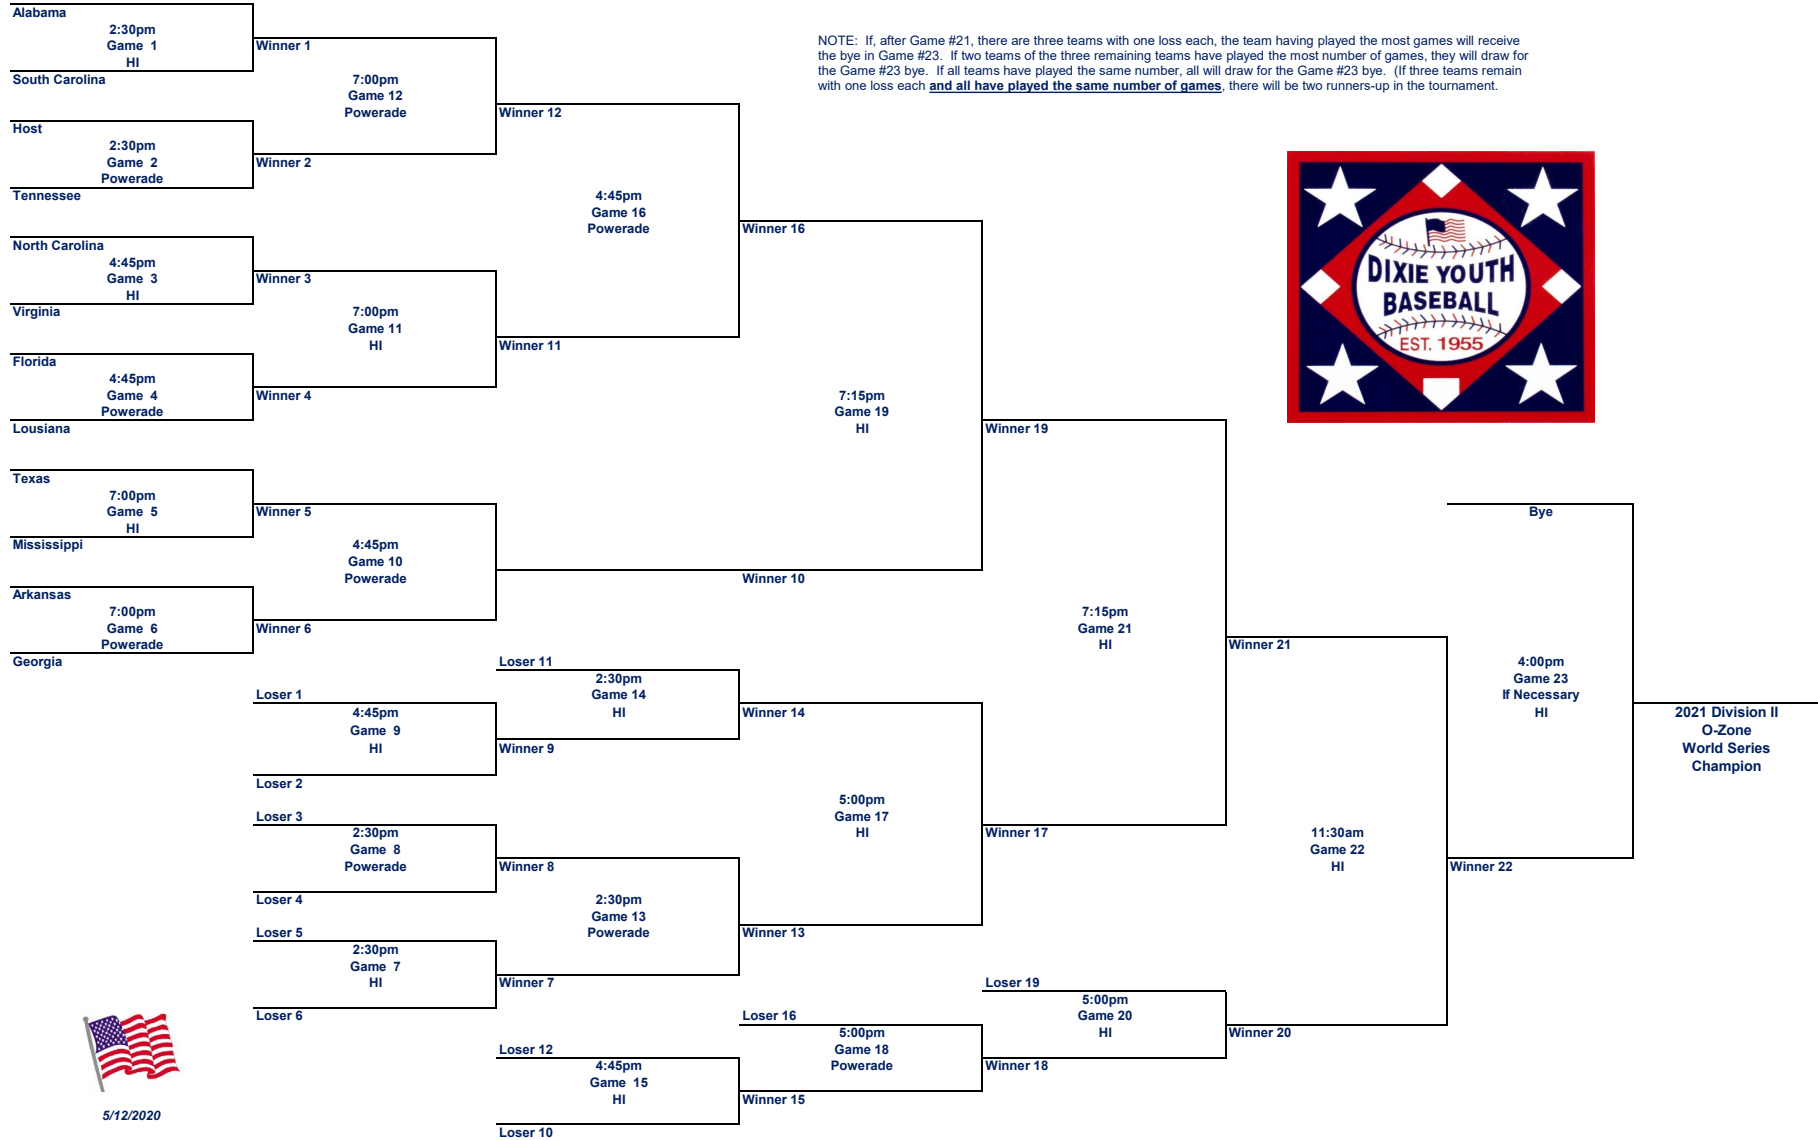 Alabama
2:30pm
Game 1
HI
South Carolina
Winner 1
7:00pm
Game 12
Powerade
Host
2:30pm
Game 2
Powerade
Tennessee
Winner 2
Winner 12
4:45pm
Game 16
Powerade
North Carolina
4:45pm
Game 3
HI
Virginia
Winner 3
7:00pm
Game 11
HI
Florida
4:45pm
Game 4
Powerade
Lousiana
Winner 4
Winner 11
Winner 16
7:15pm
Game 19
HI
Texas
7:00pm
Game 5
HI
Mississippi
Winner 5
4:45pm
Game 10
Powerade
Arkansas
7:00pm
Game 6
Powerade
Georgia
Winner 6
Winner 10
Winner 19
7:15pm
Game 21
HI
NOTE: If, after Game #21, there are three teams with one loss each, the team having played the most games will receive
the bye in Game #23. If two teams of the three remaining teams have played the most number of games, they will draw for
the Game #23 bye. If all teams have played the same number, all will draw for the Game #23 bye. (If three teams remain
with one loss each and all have played the same number of games, there will be two runners-up in the tournament.
DIXIE YOUTH
BASEBALL
EST. 1955
Loser 11
2:30pm
Game 14
HI
Loser 1
4:45pm
Game 9
HI
Loser 2
Winner 9
Winner 14
5:00pm
Game 17
HI
Loser 3
2:30pm
Game 8
Powerade
Loser 4
Winner 8
2:30pm
Game 13
Powerade
Loser 5
2:30pm
Game 7
HI
Loser 6
Winner 7
Winner 13
Winner 17
Winner 21
11:30am
Game 22
HI
Loser 19
5:00pm
Game 20
HI
Loser 16
5:00pm
Game 18
Powerade
Loser 12
4:45pm
Game 15
HI
Loser 10
Winner 15
Winner 18
Winner 20
Bye
4:00pm
Game 23
If Necessary
HI
Winner 22
2021 Division II
O-Zone
World Series
Champion
5/12/2020